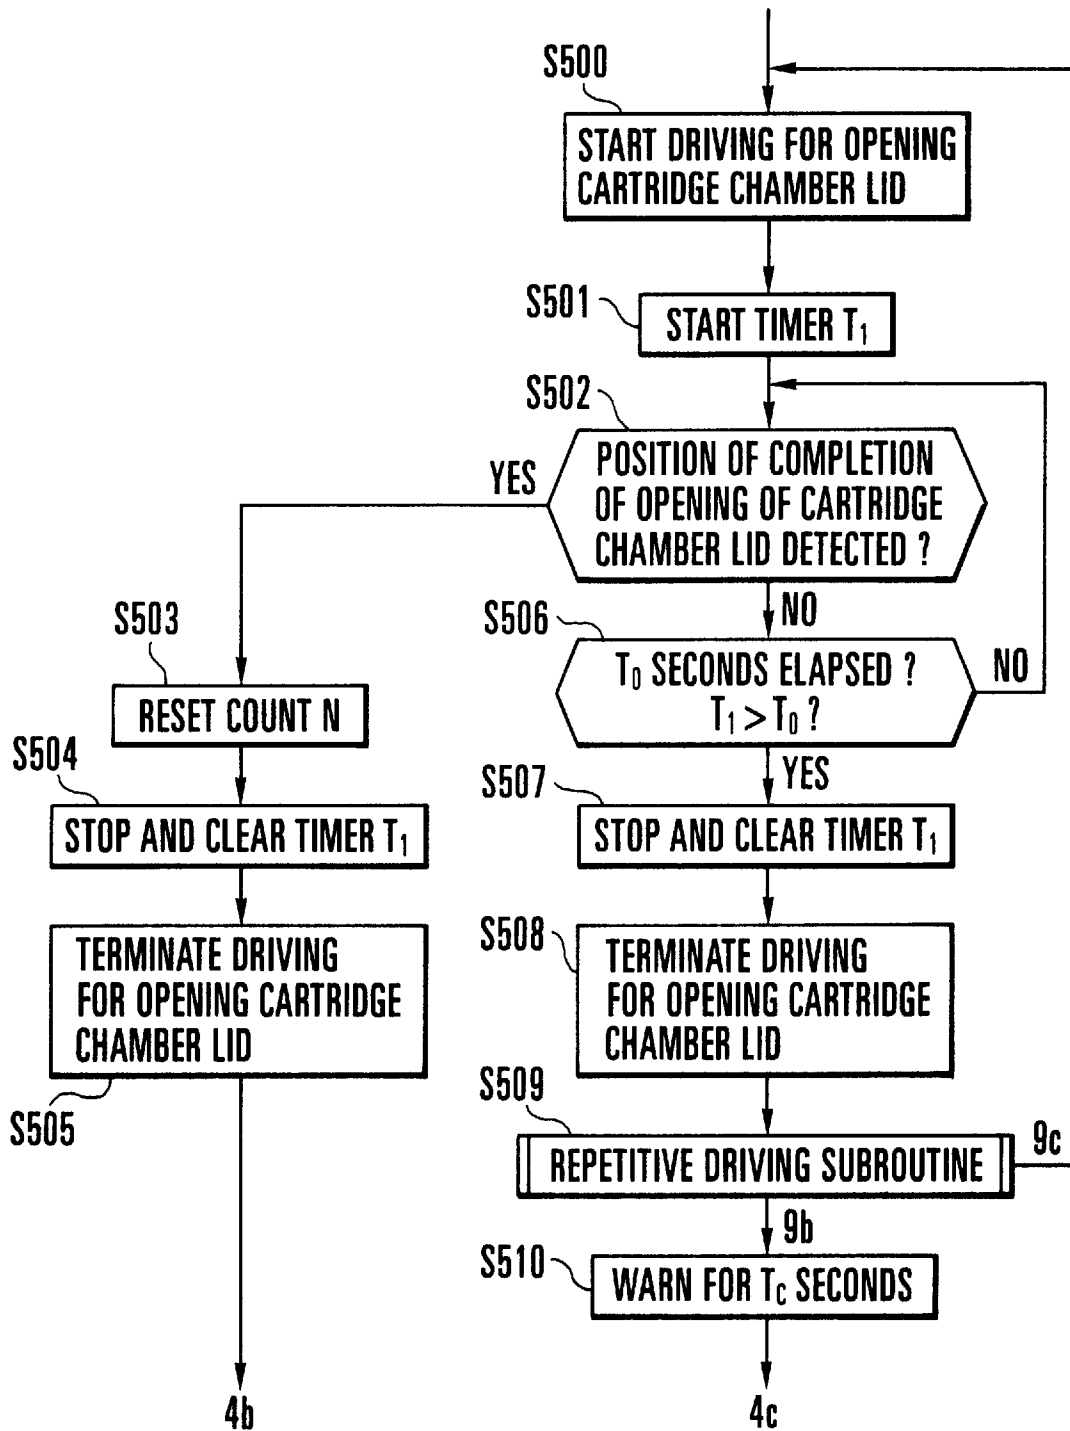 S500
START DRIVING FOR OPENING
CARTRIDGE CHAMBER LID
S501
START TIMER T₁
S502
POSITION OF COMPLETION
OF OPENING OF CARTRIDGE
CHAMBER LID DETECTED ?
YES
NO
S503
RESET COUNT N
S506
T₀ SECONDS ELAPSED ?
T₁ > T₀ ?
NO
YES
S504
STOP AND CLEAR TIMER T₁
S507
STOP AND CLEAR TIMER T₁
S505
TERMINATE DRIVING
FOR OPENING CARTRIDGE
CHAMBER LID
S508
TERMINATE DRIVING
FOR OPENING CARTRIDGE
CHAMBER LID
S509
REPETITIVE DRIVING SUBROUTINE
9c
9b
S510
WARN FOR T_C SECONDS
4b
4c